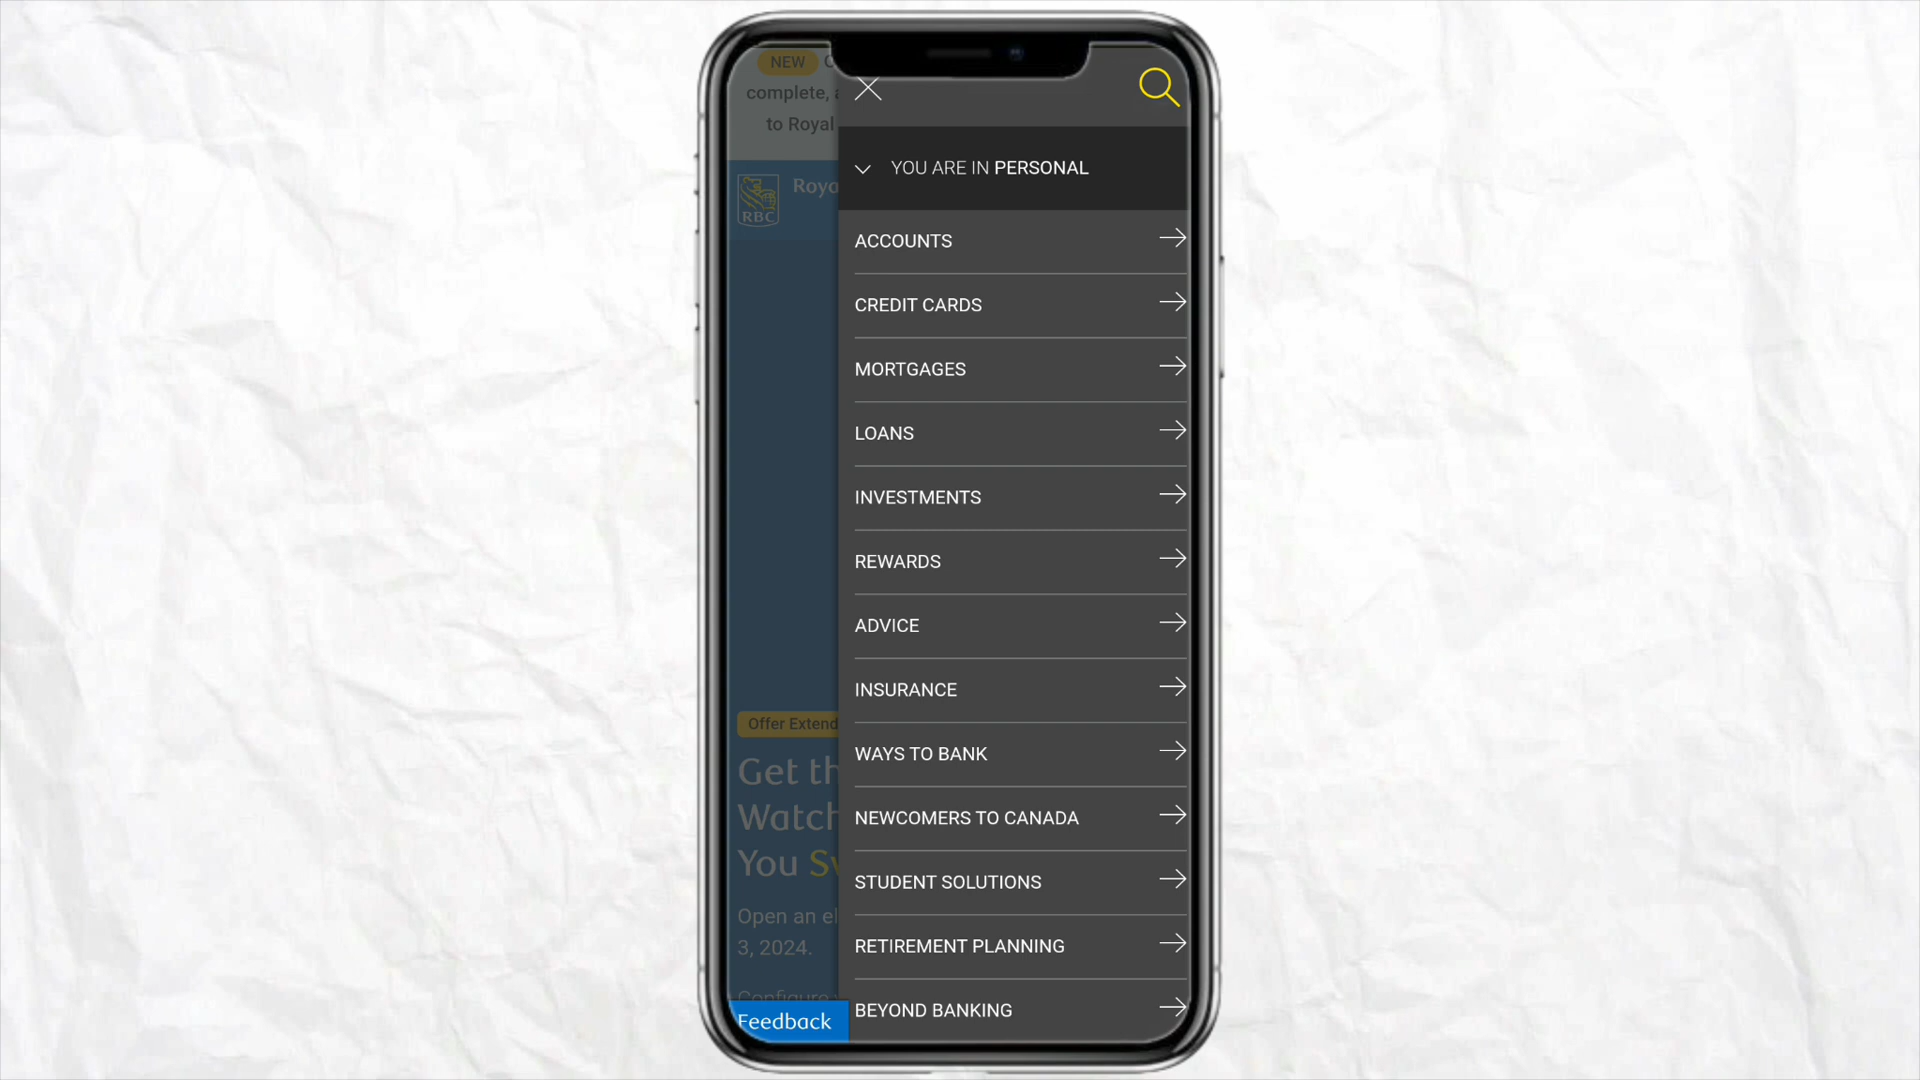 NEW
complete,
to Royal
RBC
YOU ARE IN PERSONAL
ACCOUNTS
CREDIT CARDS
MORTGAGES
LOANS
INVESTMENTS
REWARDS
ADVICE
INSURANCE
WAYS TO BANK
NEWCOMERS TO CANADA
STUDENT SOLUTIONS
RETIREMENT PLANNING
BEYOND BANKING
Offer Extend
Get th
Watch
You Sw
Open an el
3, 2024.
Configure
Feedback